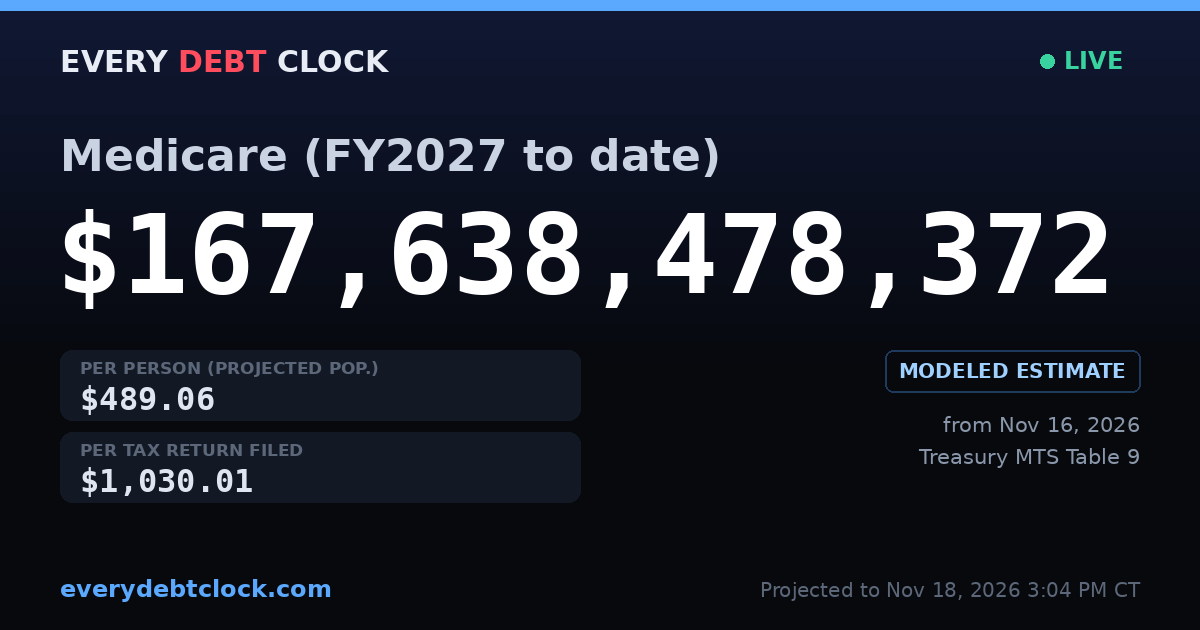 EVERY DEBT CLOCK
LIVE
Medicare (FY2027 to date)
$167,638,478,372
PER PERSON (PROJECTED POP.)
$489.06
PER TAX RETURN FILED
$1,030.01
MODELED ESTIMATE
from Nov 16, 2026
Treasury MTS Table 9
everydebtclock.com
Projected to Nov 18, 2026 3:04 PM CT